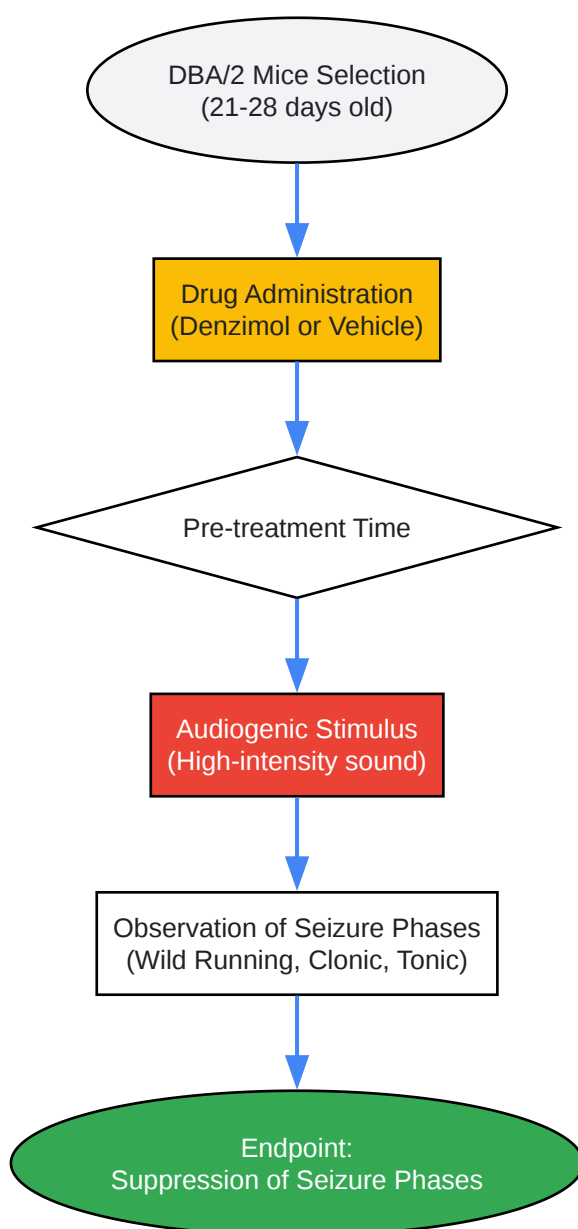 DBA/2 Mice Selection
(21-28 days old)
Drug Administration
(Denzimol or Vehicle)
Pre-treatment Time
Audiogenic Stimulus
(High-intensity sound)
Observation of Seizure Phases
(Wild Running, Clonic, Tonic)
Endpoint:
Suppression of Seizure Phases